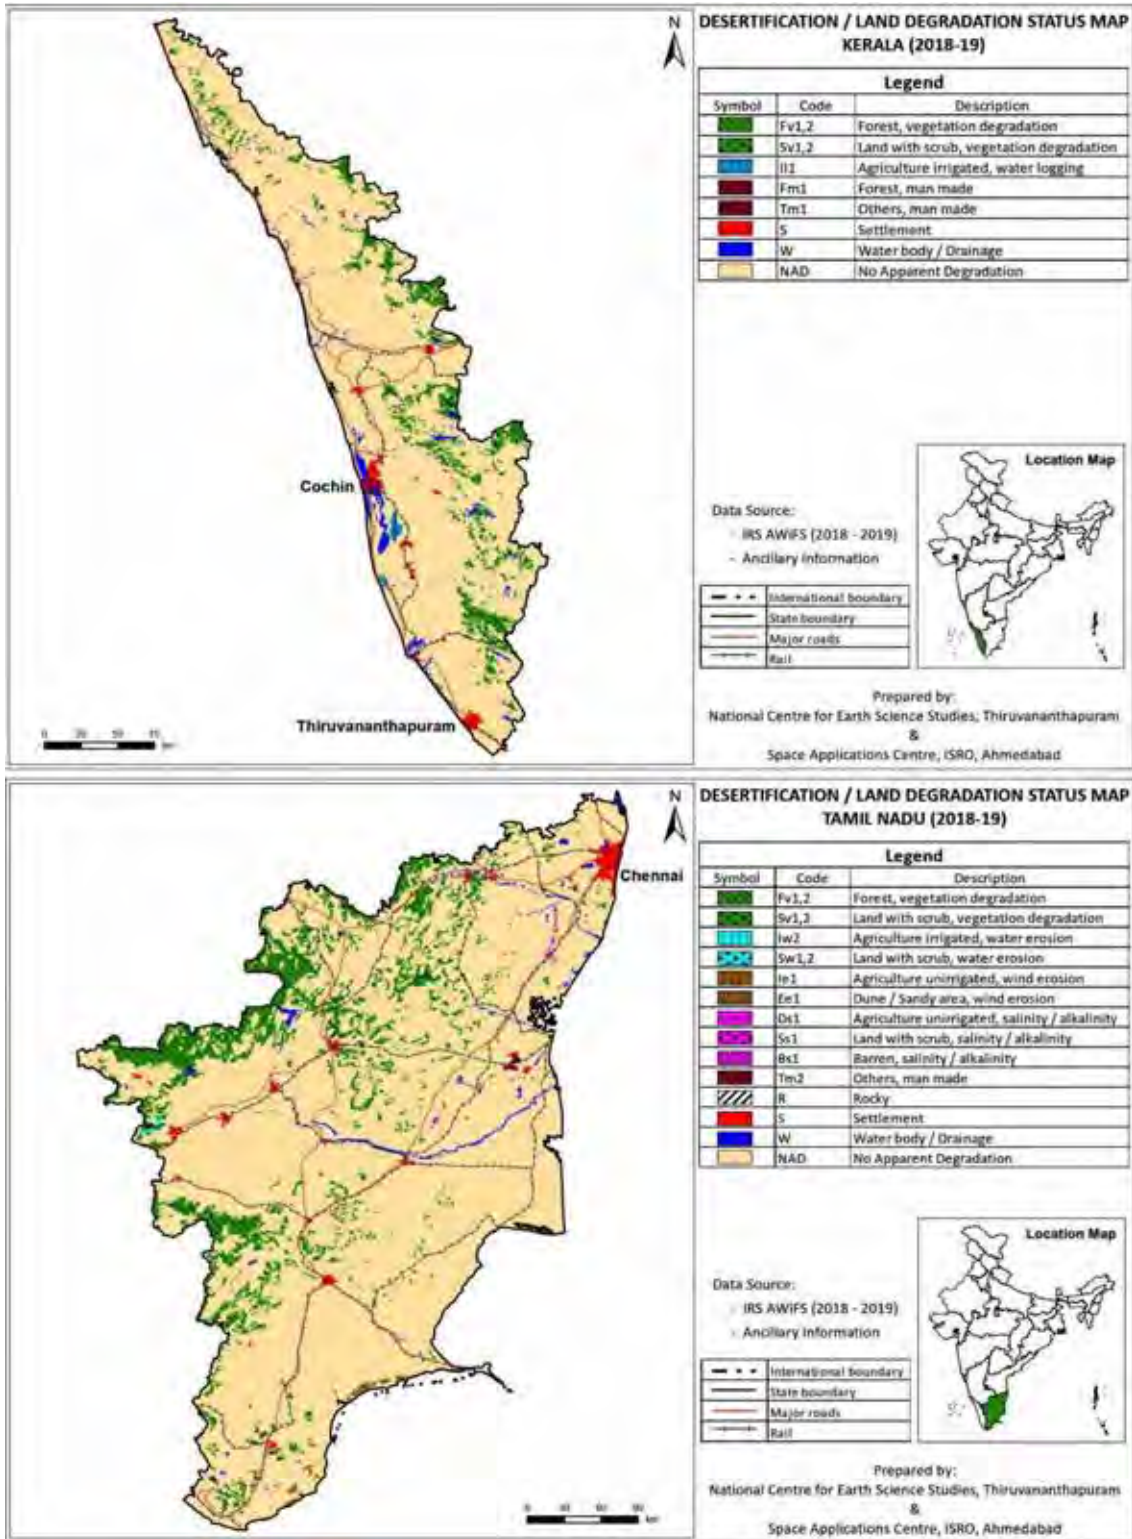 N
DESERTIFICATION / LAND DEGRADATION STATUS MAP
KERALA (2018-19)
Legend
Symbol Code Description
Fv1,2 Forest, vegetation degradation
Sv1,2 Land with scrub, vegetation degradation
Il1 Agriculture irrigated, water logging
Fm1 Forest, man made
Tm1 Others, man made
S Settlement
W Water body / Drainage
NAD No Apparent Degradation
Cochin
Thiruvananthapuram
Location Map
Data Source:
IRS AWiFS (2018 - 2019)
- Ancillary Information
International boundary
State boundary
Major roads
Rail
Prepared by:
National Centre for Earth Science Studies, Thiruvananthapuram
&
Space Applications Centre, ISRO, Ahmedabad
N
DESERTIFICATION / LAND DEGRADATION STATUS MAP
TAMIL NADU (2018-19)
Chennai
Legend
Symbol Code Description
Fv1,2 Forest, vegetation degradation
Sv1,2 Land with scrub, vegetation degradation
Iw2 Agriculture irrigated, water erosion
Sw1,2 Land with scrub, water erosion
Ie1 Agriculture unirrigated, wind erosion
Ee1 Dune / Sandy area, wind erosion
Ds1 Agriculture unirrigated, salinity / alkalinity
Ss1 Land with scrub, salinity / alkalinity
Bs1 Barren, salinity / alkalinity
Tm2 Others, man made
R Rocky
S Settlement
W Water body / Drainage
NAD No Apparent Degradation
Location Map
Data Source:
IRS AWiFS (2018 - 2019)
Ancillary Information
International boundary
State boundary
Major roads
Rail
Prepared by:
National Centre for Earth Science Studies, Thiruvananthapuram
&
Space Applications Centre, ISRO, Ahmedabad